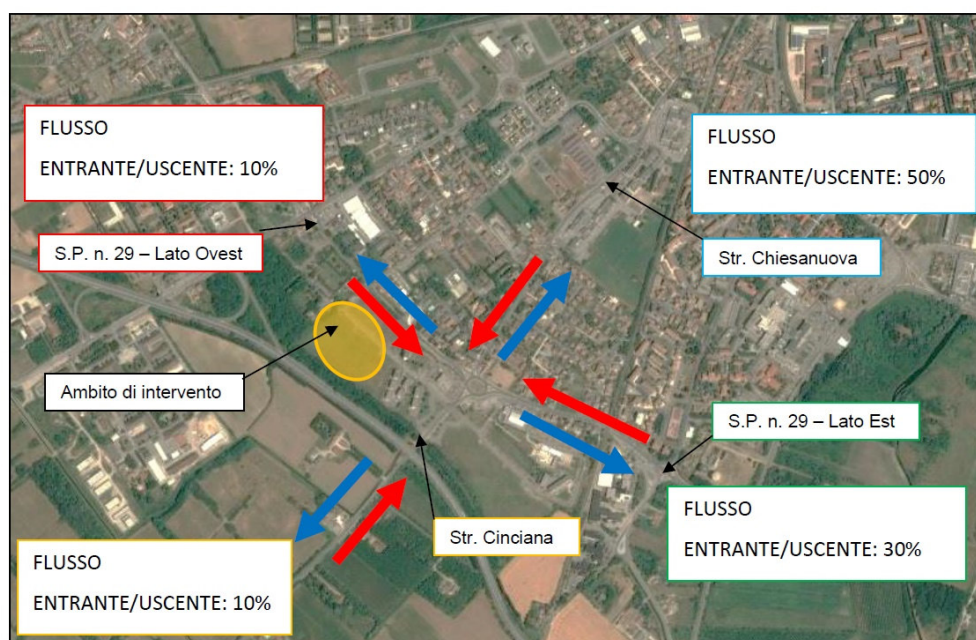 FLUSSO
ENTRANTE/USCENTE: 10%
FLUSSO
ENTRANTE/USCENTE: 50%
S.P. n. 29 – Lato Ovest
Str. Chiesanuova
Ambito di intervento
S.P. n. 29 – Lato Est
FLUSSO
ENTRANTE/USCENTE: 30%
Str. Cinciana
FLUSSO
ENTRANTE/USCENTE: 10%